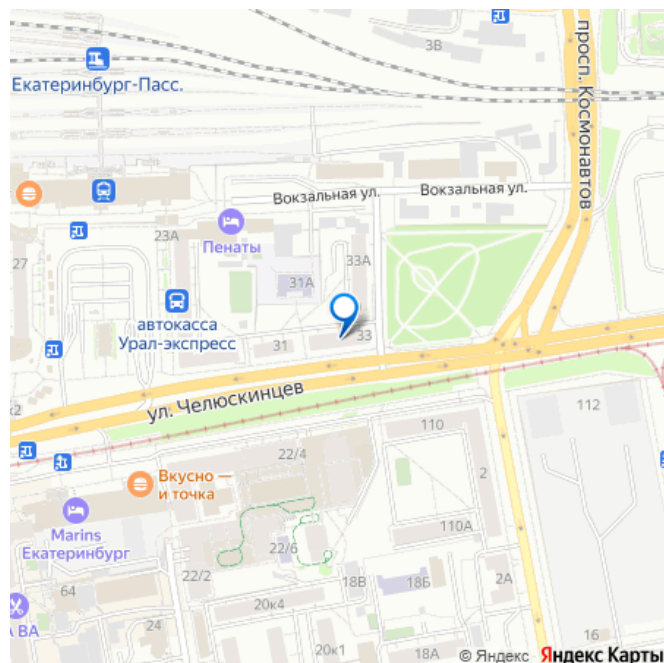 3В
просп. Космонавтов
Екатеринбург-Пасс.
Вокзальная ул.
Вокзальная ул.
23А
Пенаты
27
33А
31А
автокасса
Урал-экспресс
31
33
ул. Челюскинцев
к2
112
110
22/4
2
Вкусно —
и точка
Marins
Екатеринбург
110А
22/6
22/2
18В
18Б
2А
64
20к4
А ВА
24
20к1
18А
16
© Яндекс Яндекс Карты